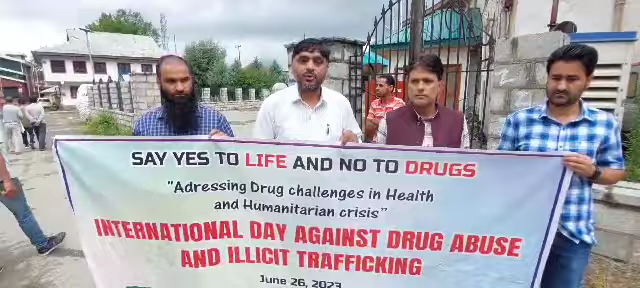 SAY YES TO LIFE AND NO TO DRUGS
"Adressing Drug challenges in Health
and Humanitarian crisis"
INTERNATIONAL DAY AGAINST DRUG ABUSE
AND ILLICIT TRAFFICKING
June 26, 2023